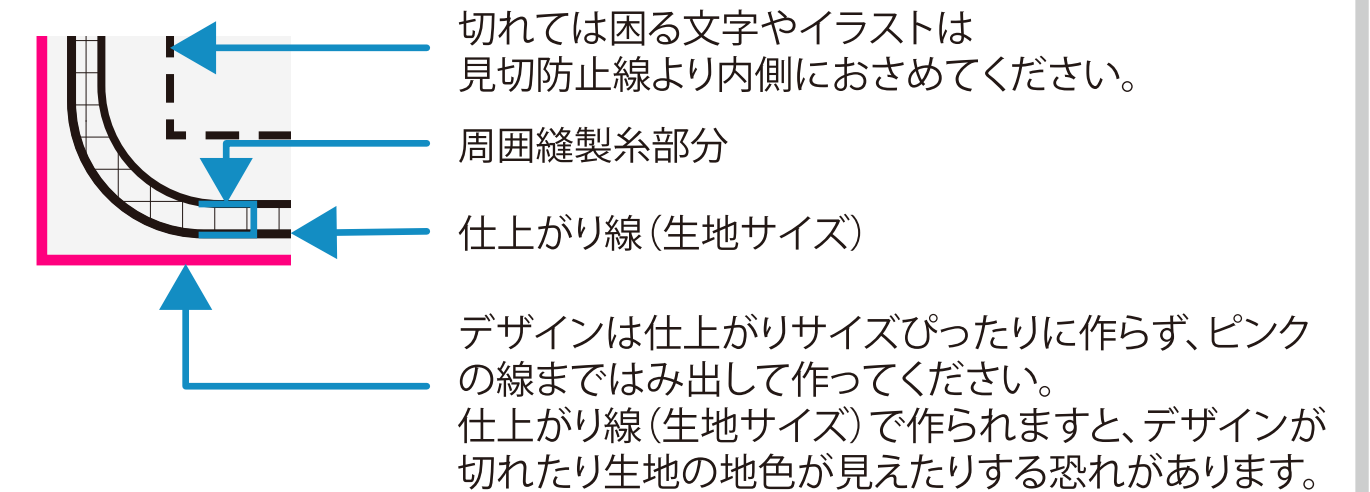 切れては困る文字やイラストは
見切防止線より内側におさめてください。
周囲縫製糸部分
仕上がり線（生地サイズ）
デザインは仕上がりサイズぴったりに作らず、ピンク
の線まではみ出して作ってください。
仕上がり線（生地サイズ）で作られますと、デザインが
切れたり生地の地色が見えたりする恐れがあります。